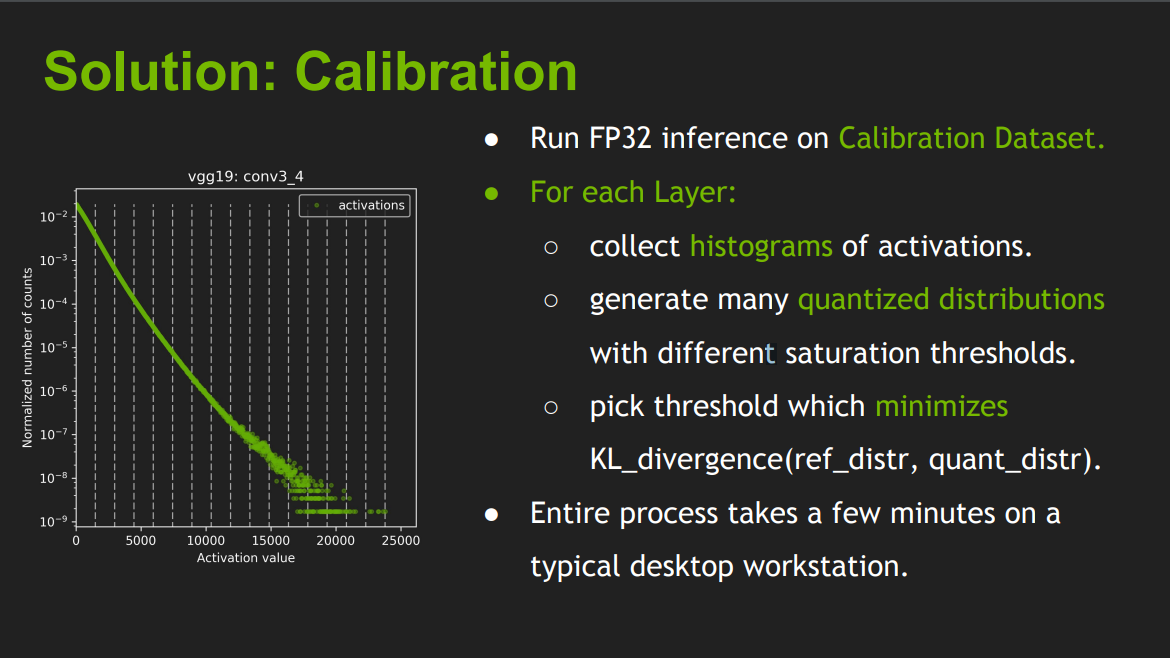 Solution: Calibration
vgg19: conv3_4
activations
10⁻²
10⁻³
10⁻⁴
10⁻⁵
10⁻⁶
10⁻⁷
10⁻⁸
10⁻⁹
Normalized number of counts
0 5000 10000 15000 20000 25000
Activation value
● Run FP32 inference on Calibration Dataset.
● For each Layer:
○ collect histograms of activations.
○ generate many quantized distributions
with different saturation thresholds.
○ pick threshold which minimizes
KL_divergence(ref_distr, quant_distr).
● Entire process takes a few minutes on a
typical desktop workstation.